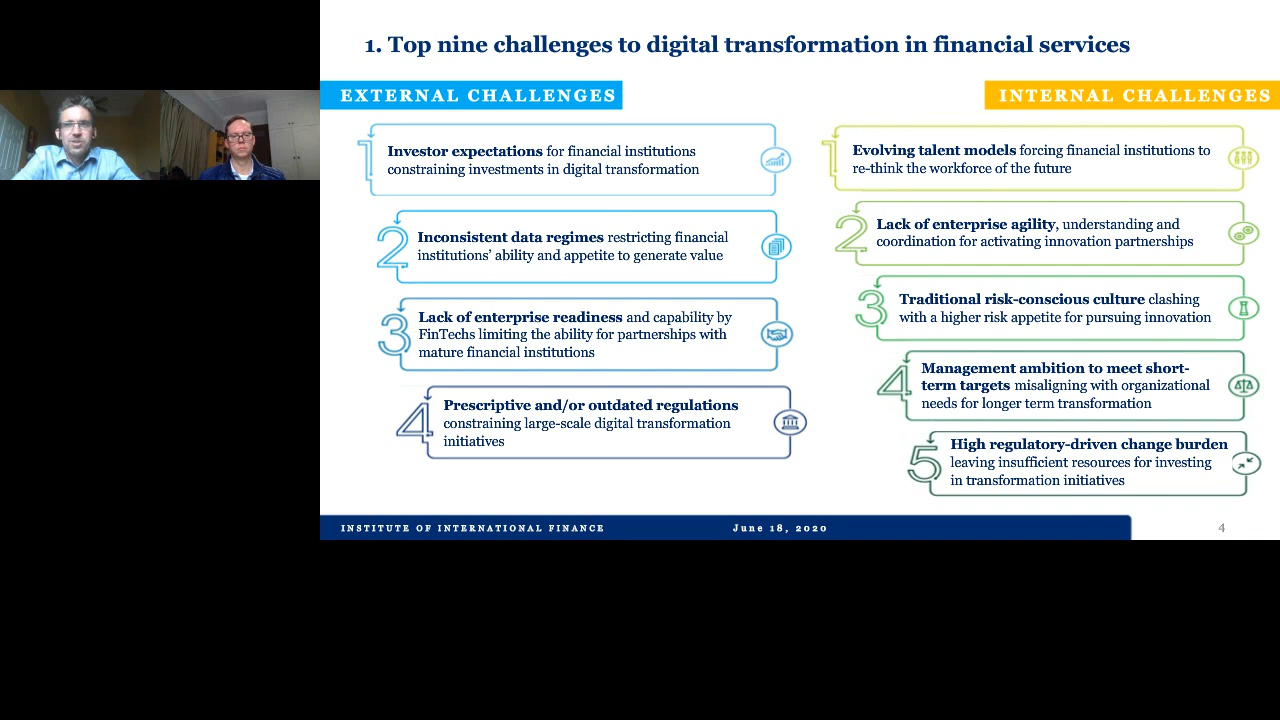 1. Top nine challenges to digital transformation in financial services
EXTERNAL CHALLENGES
1
Investor expectations for financial institutions
constraining investments in digital transformation
2
Inconsistent data regimes restricting financial
institutions’ ability and appetite to generate value
3
Lack of enterprise readiness and capability by
FinTechs limiting the ability for partnerships with
mature financial institutions
4
Prescriptive and/or outdated regulations
constraining large-scale digital transformation
initiatives
INTERNAL CHALLENGES
1
Evolving talent models forcing financial institutions to
re-think the workforce of the future
2
Lack of enterprise agility, understanding and
coordination for activating innovation partnerships
3
Traditional risk-conscious culture clashing
with a higher risk appetite for pursuing innovation
4
Management ambition to meet short-
term targets misaligning with organizational
needs for longer term transformation
5
High regulatory-driven change burden
leaving insufficient resources for investing
in transformation initiatives
INSTITUTE OF INTERNATIONAL FINANCE
June 18, 2020
4